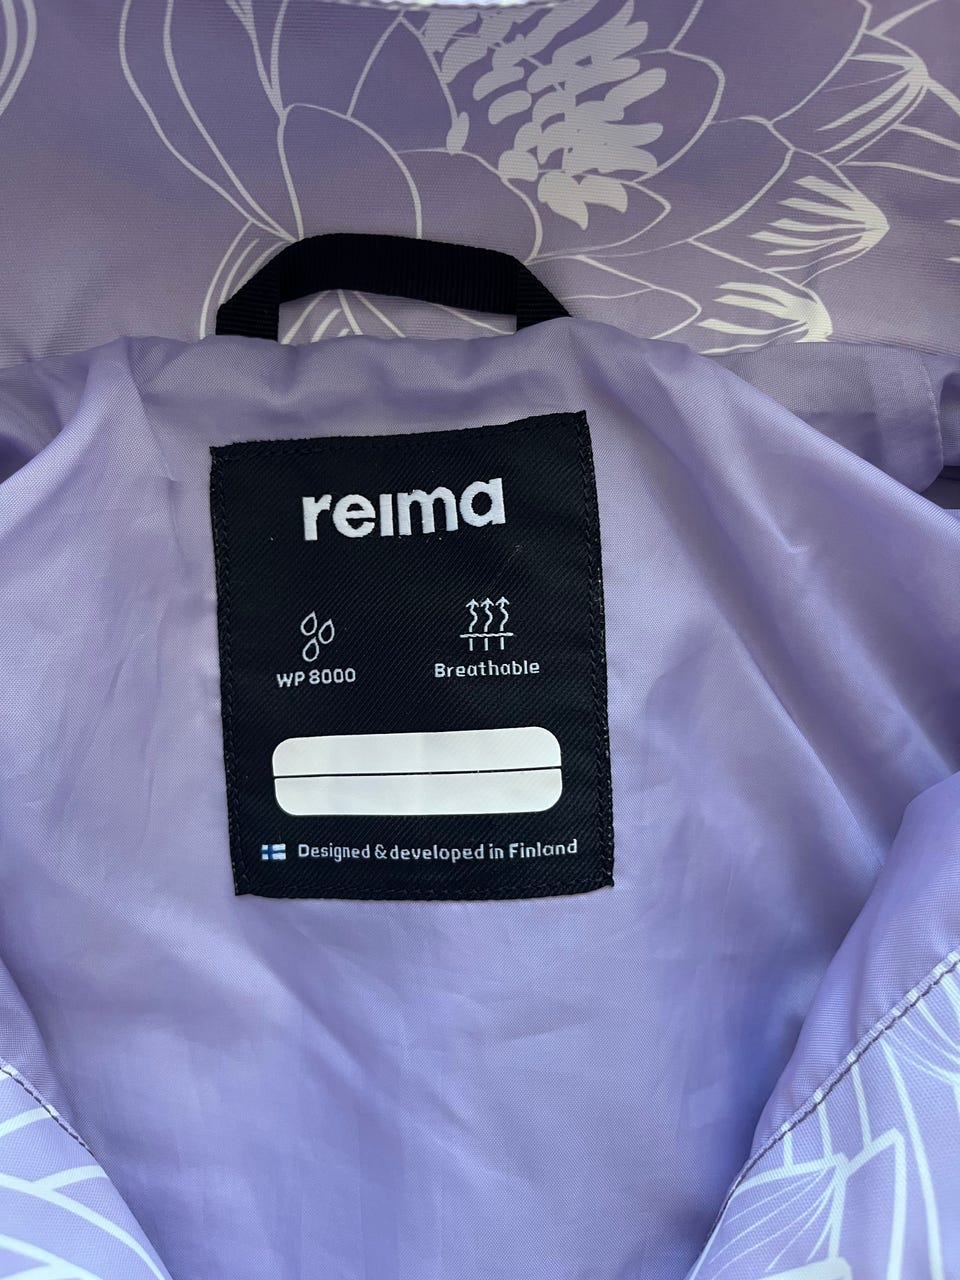 reima
WP 8000
Breathable
Designed & developed in Finland